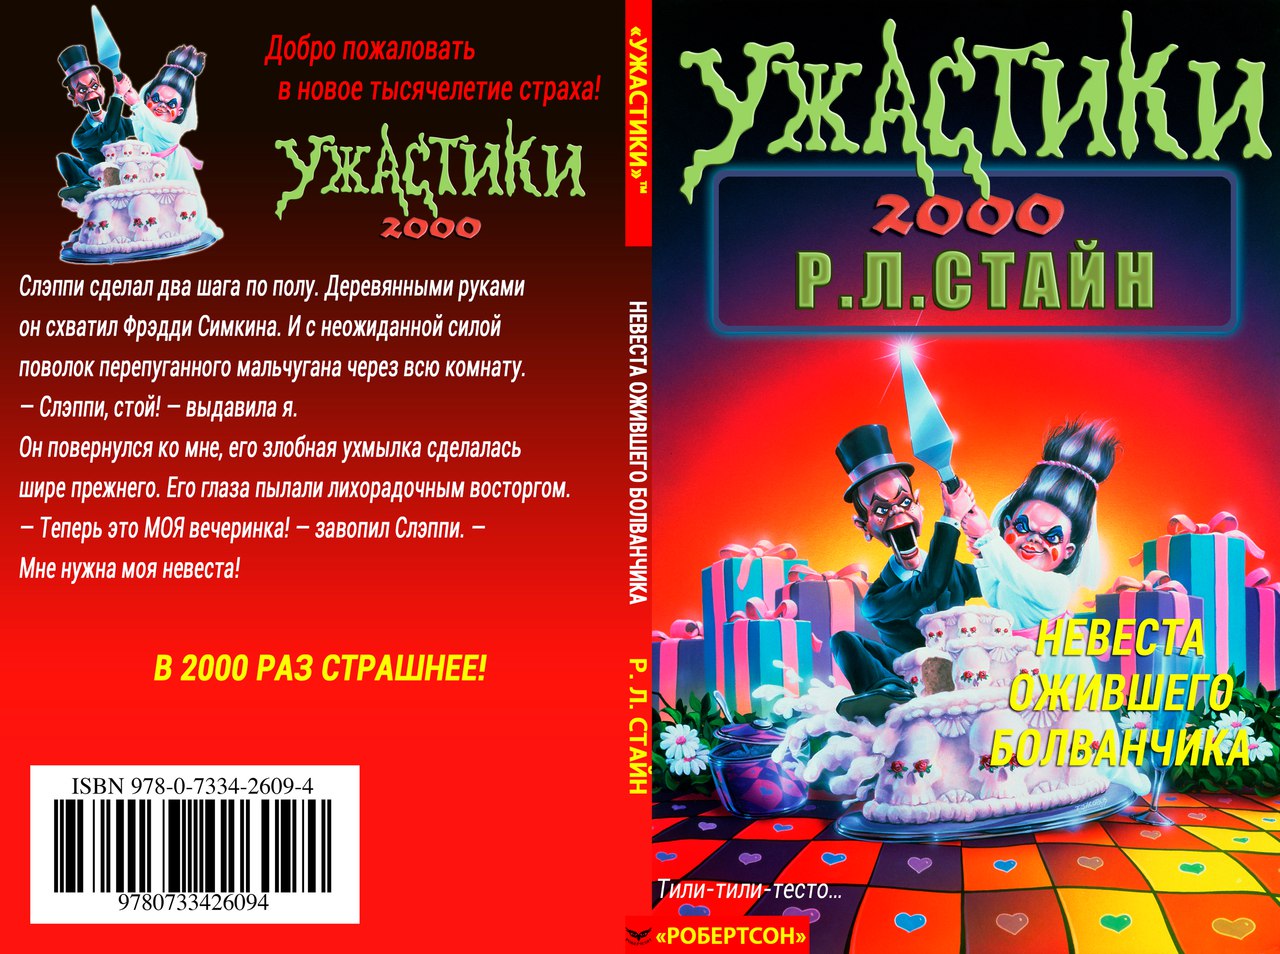 Добро пожаловать
в новое тысячелетие страха!
УЖАСТИКИ
2000
Слэппи сделал два шага по полу. Деревянными руками
он схватил Фрэдди Симкина. И с неожиданной силой
поволок перепуганного мальчугана через всю комнату.
— Слэппи, стой! — выдавила я.
Он повернулся ко мне, его злобная ухмылка сделалась
шире прежнего. Его глаза пылали лихорадочным восторгом.
— Теперь это МОЯ вечеринка! — завопил Слэппи. —
Мне нужна моя невеста!
В 2000 РАЗ СТРАШНЕЕ!
ISBN 978-0-7334-2609-4
9780733426094
«УЖАСТИКИ»™
НЕВЕСТА ОЖИВШЕГО БОЛВАНЧИКА
Р. Л. СТАЙН
УЖАСТИКИ
2000
Р.Л.СТАЙН
НЕВЕСТА
ОЖИВШЕГО
БОЛВАНЧИКА
Тили-тили-тесто...
«РОБЕРТСОН»